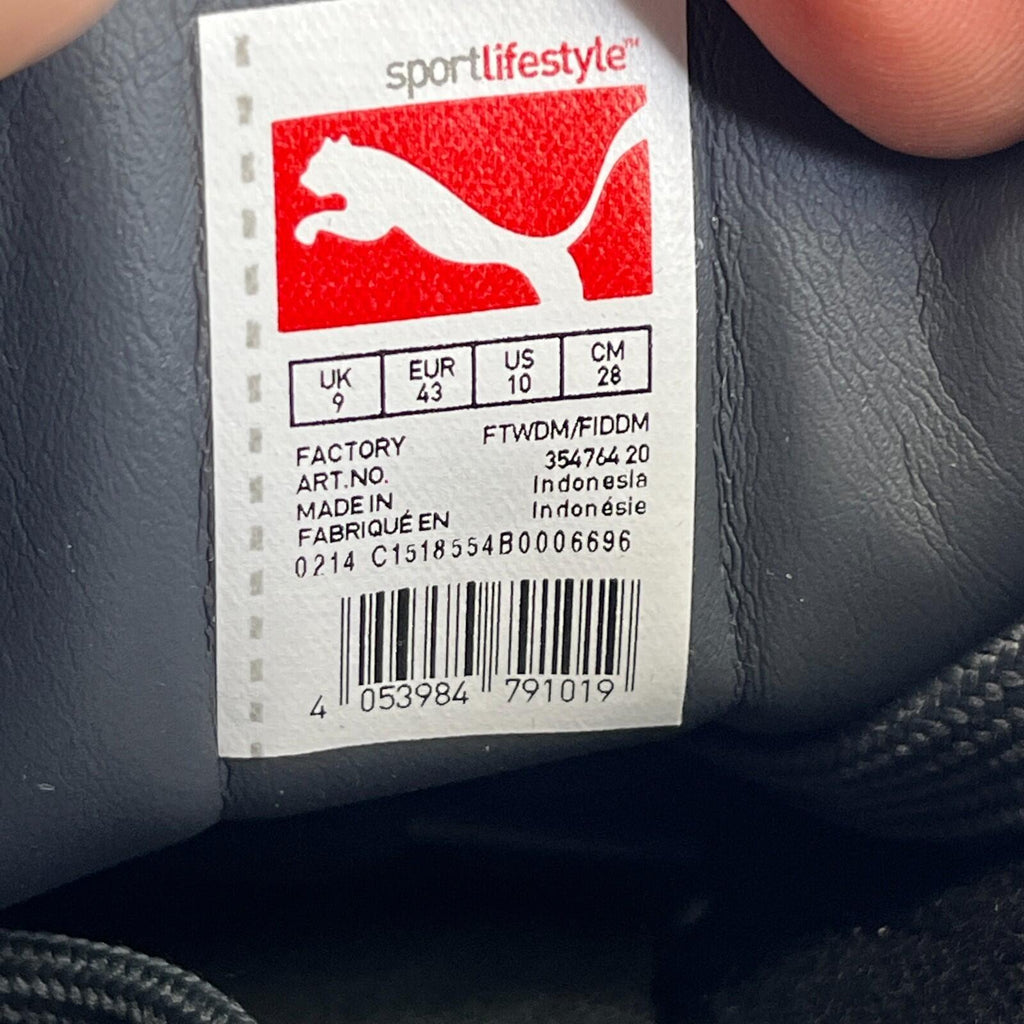 sportlifestyle™
UK EUR US CM
9 43 10 28
FACTORY FTWDM/FIDDM
ART.NO. 354764 20
MADE IN Indonesia
FABRIQUÉ EN Indonésie
0214 C1518554B0006696
4 053984 791019